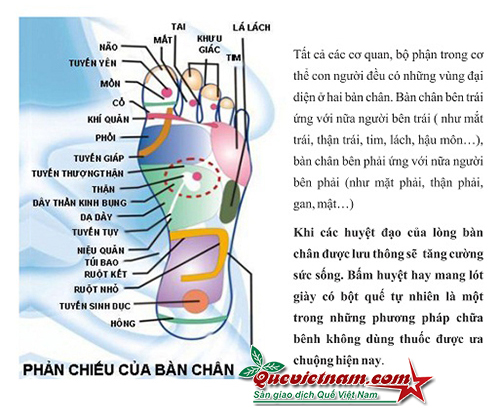 TAI
LÁ LÁCH
MẮT
KHƯU
GIÁC
NÃO
TUYẾN YÊN
TIM
MÕN
CỔ
KHÍ QUẢN
PHỔI
TUYẾN GIÁP
TUYẾN THƯỢNG THẬN
THẬN
DÂY THẦN KINH BỤNG
DẠ DÀY
TUYẾN TỤY
NIỆU QUẢN
TÚI BAO
RUỘT KẾT
RUỘT NHỎ
TUYẾN SINH DỤC
HÔNG
PHẢN CHIẾU CỦA BÀN CHÂN
Tất cả các cơ quan, bộ phận trong cơ
thể con người đều có những vùng đại
diện ở hai bàn chân. Bàn chân bên trái
ứng với nữa người bên trái ( như mắt
trái, thận trái, tim, lách, hậu môn…),
bàn chân bên phải ứng với nữa người
bên phải (như mặt phải, thận phải,
gan, mật…)
Khi các huyệt đạo của lòng bàn
chân được lưu thông sẽ tăng cường
sức sống. Bấm huyệt hay mang lót
giày có bột quế tự nhiên là một
trong những phương pháp chữa
bênh không dùng thuốc được ưa
chuộng hiện nay.
Quevietnam.com
Sàn giao dịch Quế Việt Nam